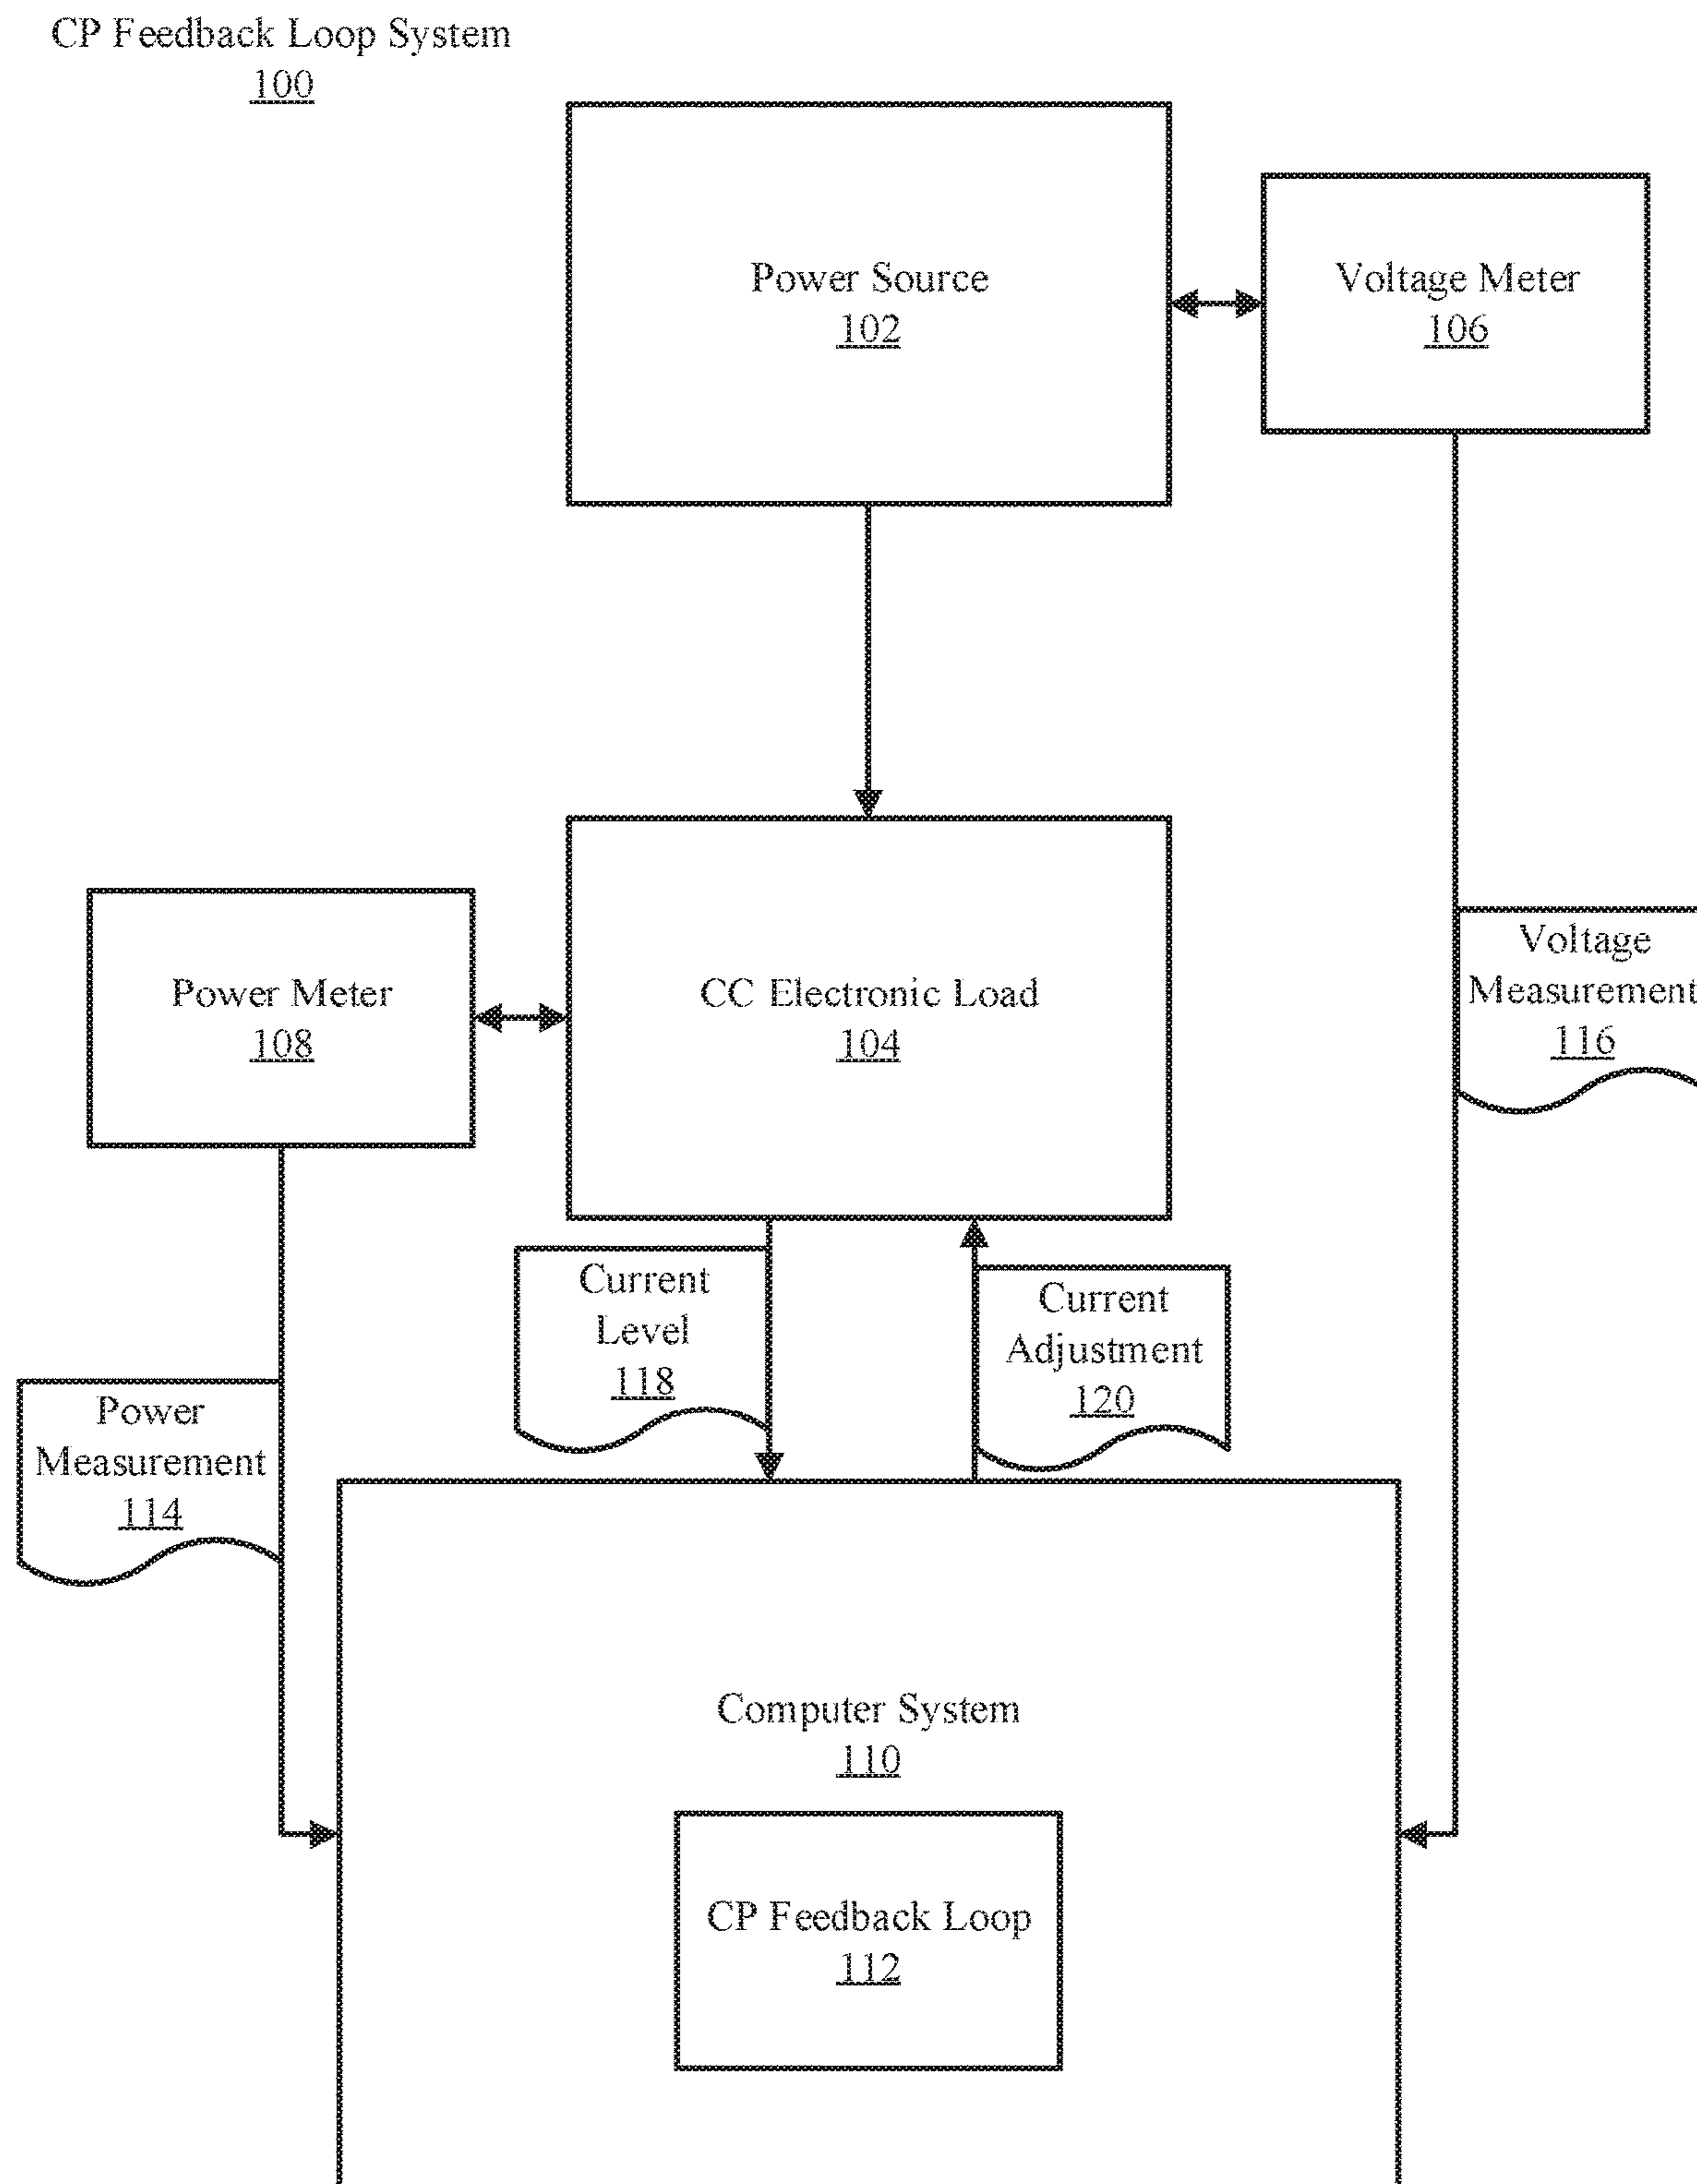 CP Feedback Loop System
100
Power Source
102
Voltage Meter
106
Power Meter
108
CC Electronic Load
104
Voltage
Measurement
116
Current
Level
118
Current
Adjustment
120
Power
Measurement
114
Computer System
110
CP Feedback Loop
112